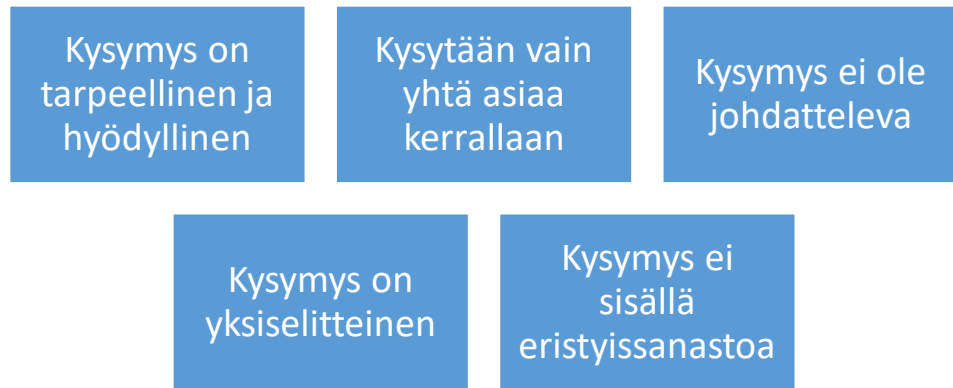 Kysymys on
tarpeellinen ja
hyödyllinen
Kysytään vain
yhtä asiaa
kerrallaan
Kysymys ei ole
johdatteleva
Kysymys on
yksiselitteinen
Kysymys ei
sisällä
eristyissanastoa